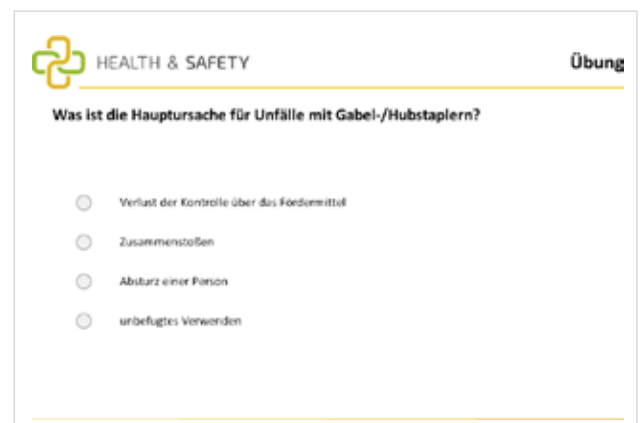 HEALTH & SAFETY
Übung
Was ist die Hauptursache für Unfälle mit Gabel-/Hubstaplern?
Verlust der Kontrolle über das Fördermittel
Zusammenstoßen
Absturz einer Person
unbefugtes Verwenden